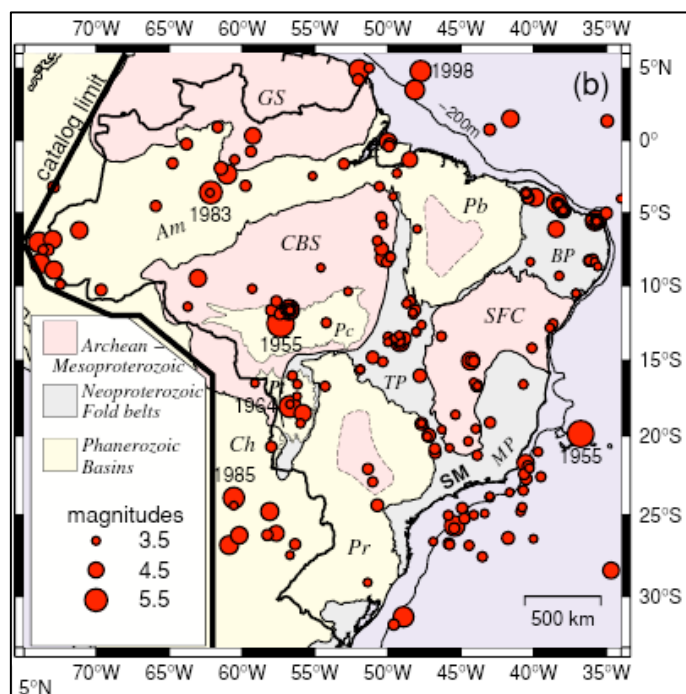 70°W 65°W 60°W 55°W 50°W 45°W 40°W 35°W
5°N
(b)
1998
GS
~200m
catalog limit
0°
1983
Am
Pb
5°S
CBS
BP
10°S
SFC
Pc
1955
Archean –
Mesoproterozoic
Neoproterozoic
Fold belts
Phanerozoic
Basins
15°S
TP
1964
Ch
MP
SM
1955
20°S
1985
magnitudes
3.5
4.5
5.5
25°S
Pr
30°S
500 km
70°W 65°W 60°W 55°W 50°W 45°W 40°W 35°W
5°N